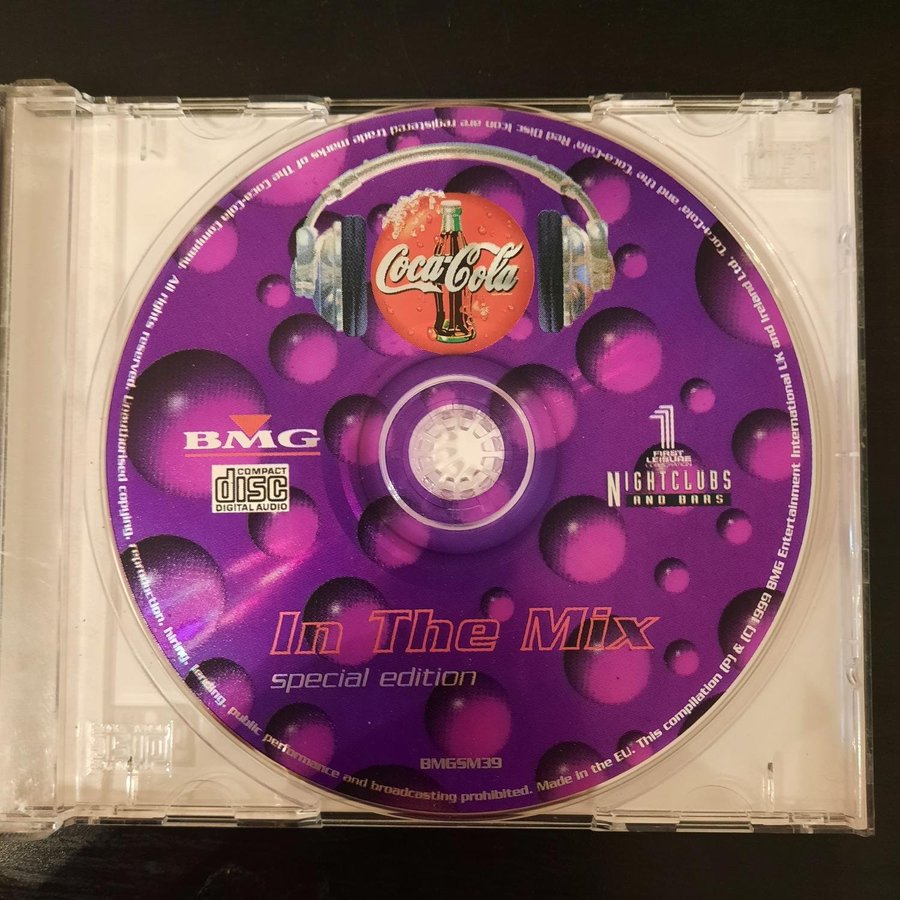 Coca-Cola
BMG
COMPACT
disc
DIGITAL AUDIO
1
FIRST
LEISURE
CORPORATION
NIGHTCLUBS
AND BARS
In The Mix
special edition
BMGSM39
All rights reserved. Unauthorised copying, reproduction, hiring, lending, public performance and broadcasting prohibited. Made in the EU. This compilation (P) & (C) 1999 BMG Entertainment International UK and Ireland Ltd. 'Coca-Cola' and the 'Coca-Cola' Red Disc Icon are registered trade marks of The Coca-Cola Company.